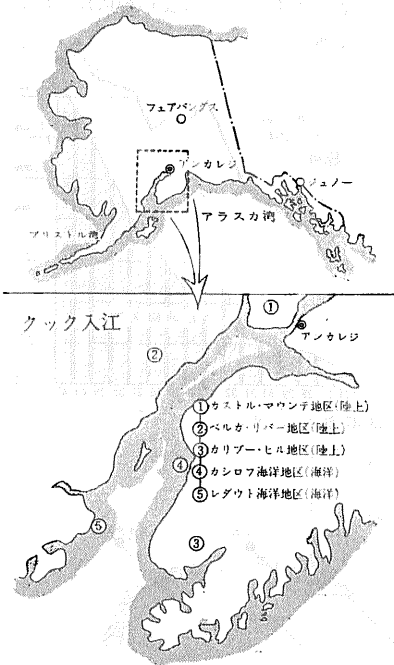 フェアバンクス
アンカレジ
ジュノー
アラスカ湾
ブリストル湾
クック入江
①
アンカレジ
②
①カストル・マウンテ地区(陸上)
②ベルカ・リバー地区(陸上)
③カリブー・ヒル地区(陸上)
④カシロフ海洋地区(海洋)
⑤レダウト海洋地区(海洋)
④
⑤
③